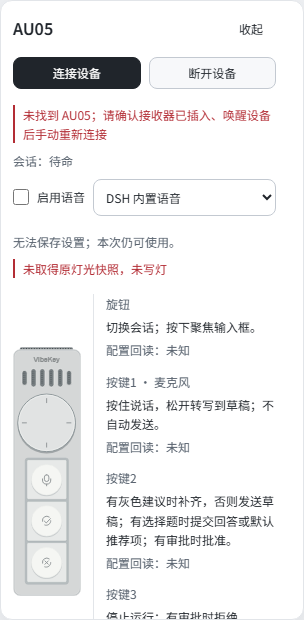 AU05
收起
连接设备
断开设备
未找到 AU05；请确认接收器已插入、唤醒设备
后手动重新连接
会话：待命
启用语音
DSH 内置语音
无法保存设置；本次仍可使用。
未取得原灯光快照，未写灯
VibeKey
旋钮
切换会话；按下聚焦输入框。
配置回读：未知
按键1 · 麦克风
按住说话，松开转写到草稿；不
自动发送。
配置回读：未知
按键2
有灰色建议时补齐，否则发送草
稿；有选择题时提交回答或默认
推荐项；有审批时批准。
配置回读：未知
按键3
停止运行；有审批时拒绝